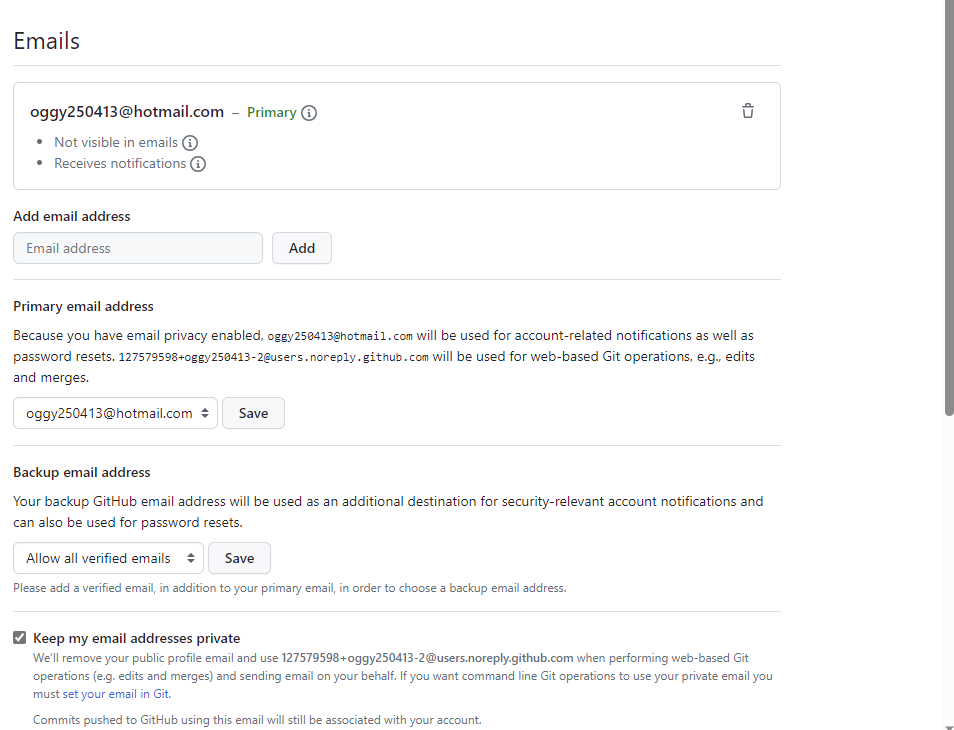 Emails
oggy250413@hotmail.com – Primary
Not visible in emails
Receives notifications
Add email address
Email address
Add
Primary email address
Because you have email privacy enabled, oggy250413@hotmail.com will be used for account-related notifications as well as
password resets. 127579598+oggy250413-2@users.noreply.github.com will be used for web-based Git operations, e.g., edits
and merges.
oggy250413@hotmail.com
Save
Backup email address
Your backup GitHub email address will be used as an additional destination for security-relevant account notifications and
can also be used for password resets.
Allow all verified emails
Save
Please add a verified email, in addition to your primary email, in order to choose a backup email address.
Keep my email addresses private
We'll remove your public profile email and use 127579598+oggy250413-2@users.noreply.github.com when performing web-based Git
operations (e.g. edits and merges) and sending email on your behalf. If you want command line Git operations to use your private email you
must set your email in Git.
Commits pushed to GitHub using this email will still be associated with your account.